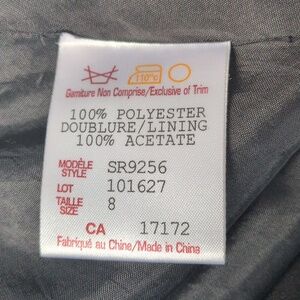 110°C
Garniture Non Comprise/Exclusive of Trim
100% POLYESTER
DOUBLURE/LINING
100% ACETATE
MODÈLE
STYLE SR9256
LOT 101627
TAILLE
SIZE 8
CA 17172
Fabriqué au Chine/Made in China